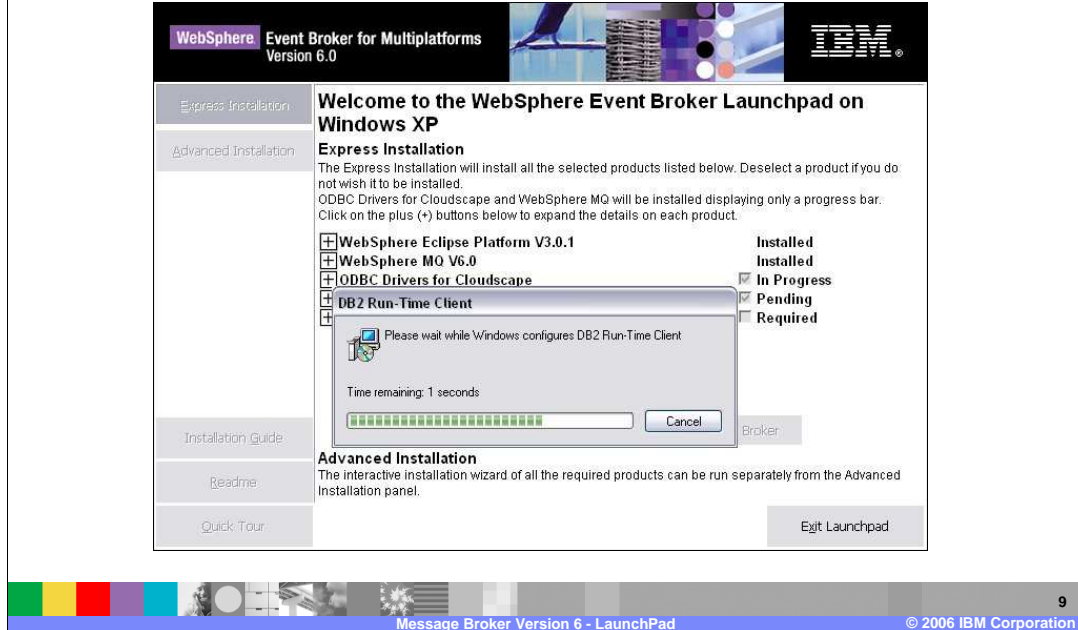 WebSphere. Event Broker for Multiplatforms
Version 6.0
IBM®
Express Installation
Advanced Installation
Welcome to the WebSphere Event Broker Launchpad on
Windows XP
Express Installation
The Express Installation will install all the selected products listed below. Deselect a product if you do
not wish it to be installed.
ODBC Drivers for Cloudscape and WebSphere MQ will be installed displaying only a progress bar.
Click on the plus (+) buttons below to expand the details on each product.
WebSphere Eclipse Platform V3.0.1 Installed
WebSphere MQ V6.0 Installed
ODBC Drivers for Cloudscape In Progress
Pending
Required
DB2 Run-Time Client
Please wait while Windows configures DB2 Run-Time Client
Time remaining: 1 seconds
Cancel
Broker
Advanced Installation
The interactive installation wizard of all the required products can be run separately from the Advanced
Installation panel.
Installation Guide
Readme
Quick Tour
Exit Launchpad
9
Message Broker Version 6 - LaunchPad
© 2006 IBM Corporation